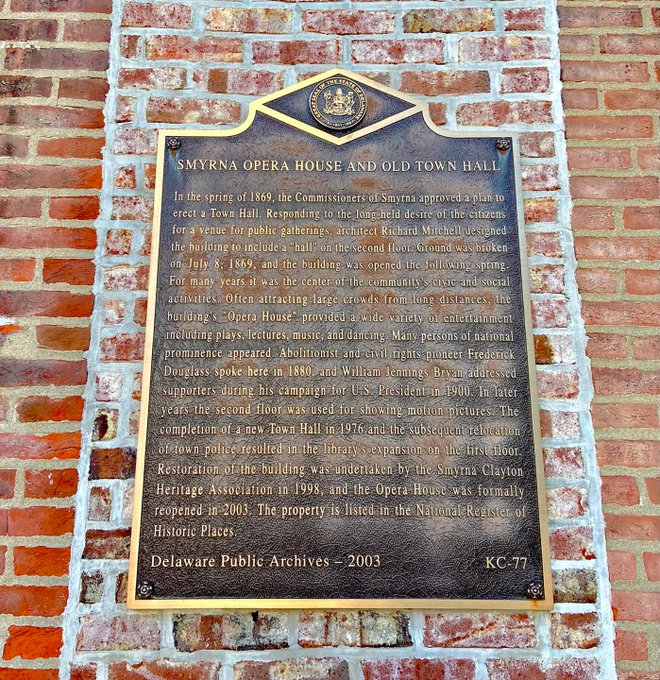 SMYRNA OPERA HOUSE AND OLD TOWN HALL
In the spring of 1869, the Commissioners of Smyrna approved a plan to
erect a Town Hall. Responding to the long held desire of the citizens
for a venue for public gatherings, architect Richard Mitchell designed
the building to include a "hall" on the second floor. Ground was broken
on July 8, 1869, and the building was opened the following spring.
For many years it was the center of the community's civic and social
activities. Often attracting large crowds from long distances, the
building's "Opera House" provided a wide variety of entertainment
including plays, lectures, music, and dancing. Many persons of national
prominence appeared. Abolitionist and civil rights pioneer Frederick
Douglass spoke here in 1880, and William Jennings Bryan addressed
supporters during his campaign for U.S. President in 1900. In later
years the second floor was used for showing motion pictures. The
completion of a new Town Hall in 1976 and the subsequent relocation
of town police resulted in the library's expansion on the first floor.
Restoration of the building was undertaken by the Smyrna Clayton
Heritage Association in 1998, and the Opera House was formally
reopened in 2003. The property is listed in the National Register of
Historic Places.
Delaware Public Archives – 2003 KC-77